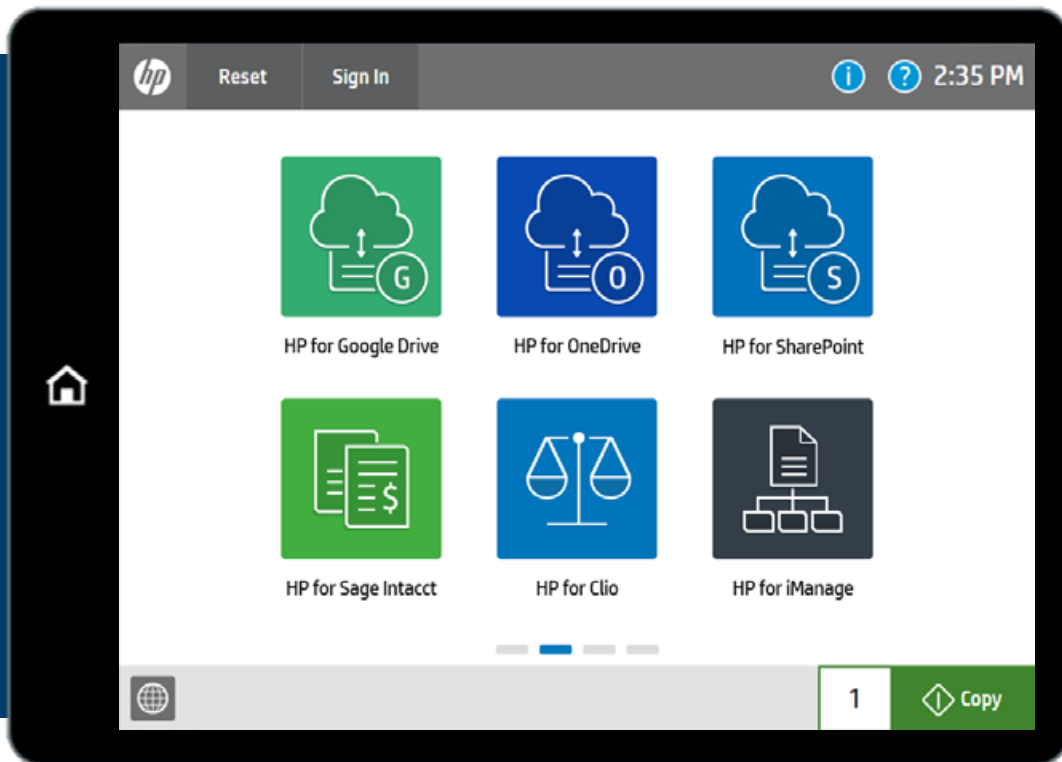 hp Reset Sign In i ? 2:35 PM
G O S
HP for Google Drive HP for OneDrive HP for SharePoint
$
HP for Sage Intacct HP for Clio HP for iManage
1 Copy